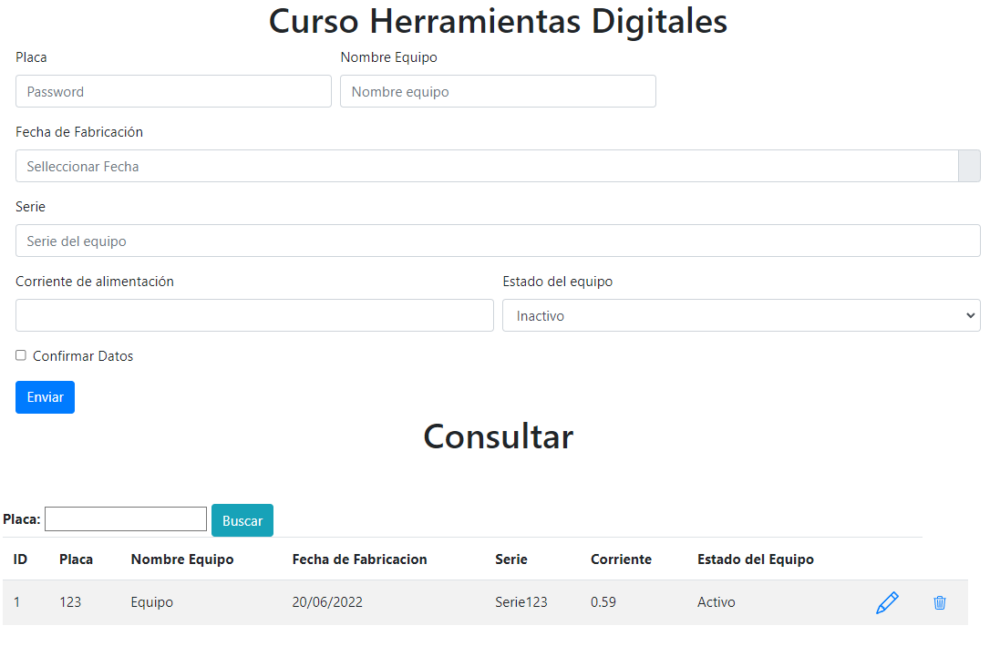 Curso Herramientas Digitales
Placa Nombre Equipo
Password Nombre equipo
Fecha de Fabricación
Selleccionar Fecha
Serie
Serie del equipo
Corriente de alimentación Estado del equipo
Inactivo
Confirmar Datos
Enviar
Consultar
Placa: Buscar
ID Placa Nombre Equipo Fecha de Fabricacion Serie Corriente Estado del Equipo
1 123 Equipo 20/06/2022 Serie123 0.59 Activo